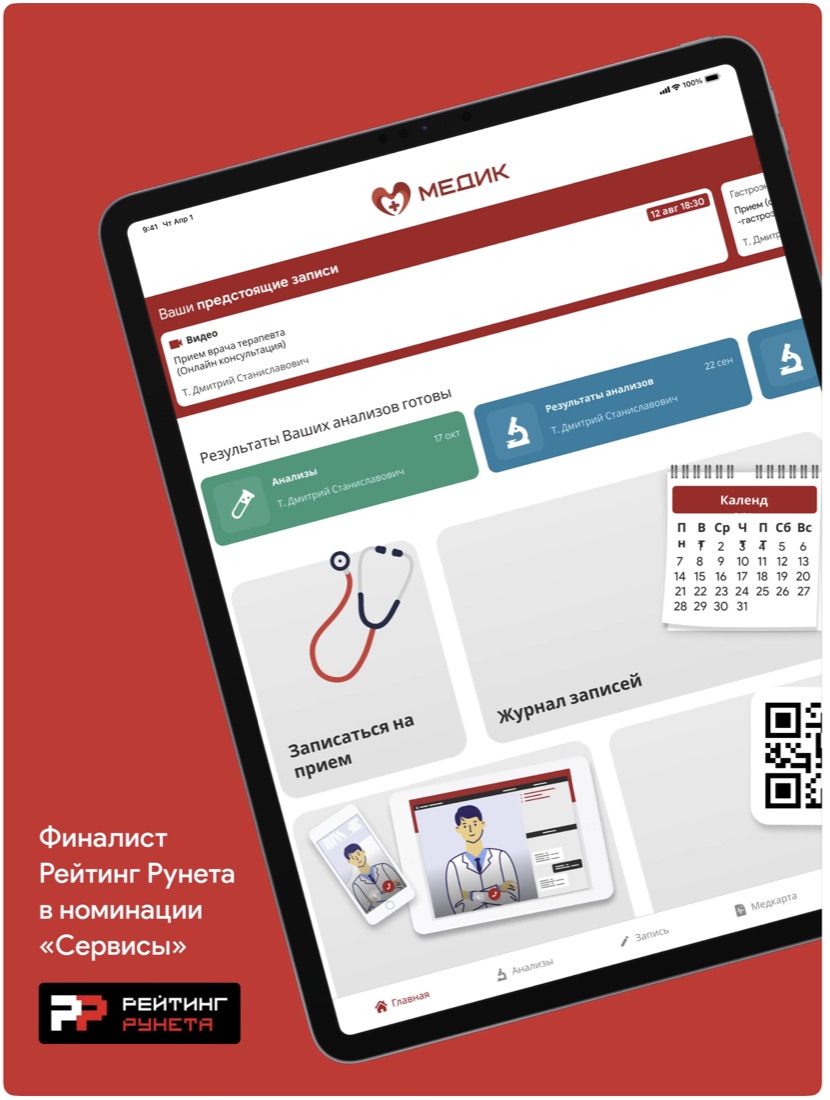 9:41 Чт Апр 1
100%
МЕДИК
Ваши предстоящие записи
Видео
12 авг 18:30
Прием врача терапевта
(Онлайн консультация)
Т. Дмитрий Станиславович
Результаты Ваших анализов готовы
Анализы
17 окт
Т. Дмитрий Станиславович
Результаты анализов
22 сен
Т. Дмитрий Станиславович
Записаться на
прием
Журнал записей
Календ
П В Ср Ч П Сб Вс
н т т т
1 2 3 4 5 6
7 8 9 10 11 12 13
14 15 16 17 18 19 20
21 22 23 24 25 26 27
28 29 30 31
Главная
Анализы
Запись
Медкарта
Финалист
Рейтинг Рунета
в номинации
«Сервисы»
РЕЙТИНГ
РУНЕТА